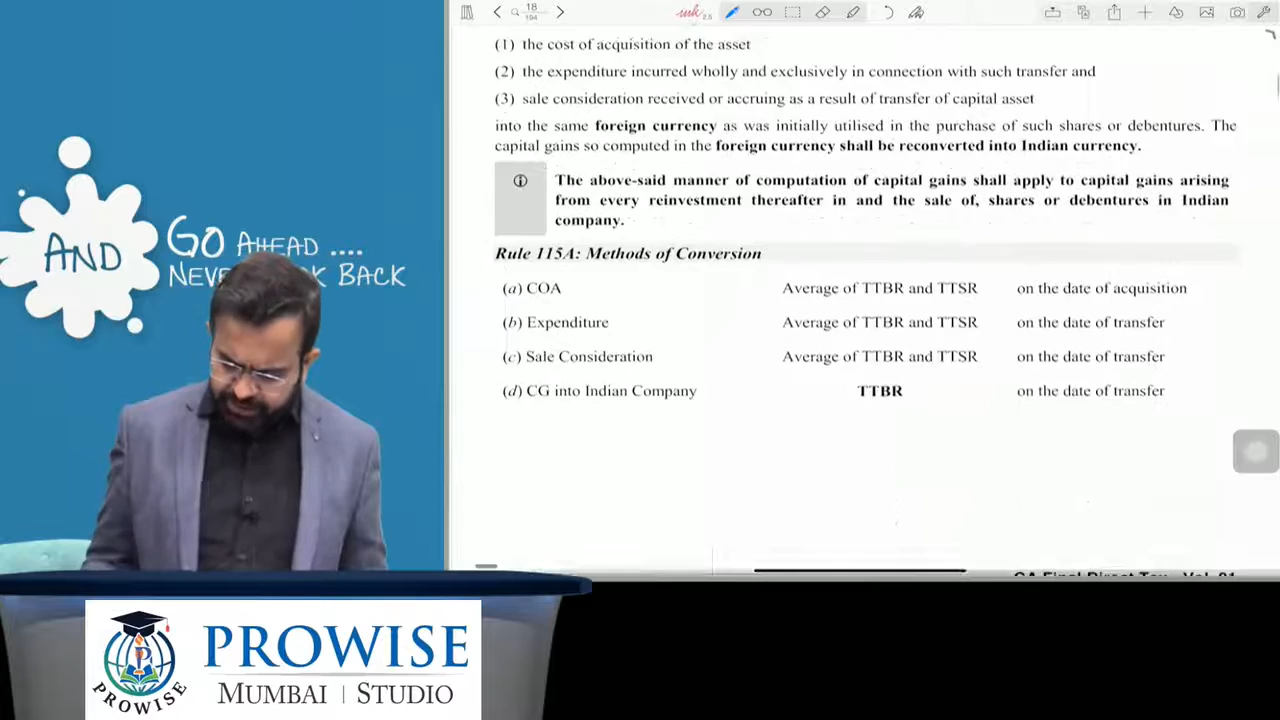 18
194
2.5
(1) the cost of acquisition of the asset
(2) the expenditure incurred wholly and exclusively in connection with such transfer and
(3) sale consideration received or accruing as a result of transfer of capital asset
into the same foreign currency as was initially utilised in the purchase of such shares or debentures. The
capital gains so computed in the foreign currency shall be reconverted into Indian currency.
The above-said manner of computation of capital gains shall apply to capital gains arising
from every reinvestment thereafter in and the sale of, shares or debentures in Indian
company.
Rule 115A: Methods of Conversion
(a) COA Average of TTBR and TTSR on the date of acquisition
(b) Expenditure Average of TTBR and TTSR on the date of transfer
(c) Sale Consideration Average of TTBR and TTSR on the date of transfer
(d) CG into Indian Company TTBR on the date of transfer
AND
GO AHEAD ....
BACK
PROWISE
PROWISE
MUMBAI | STUDIO